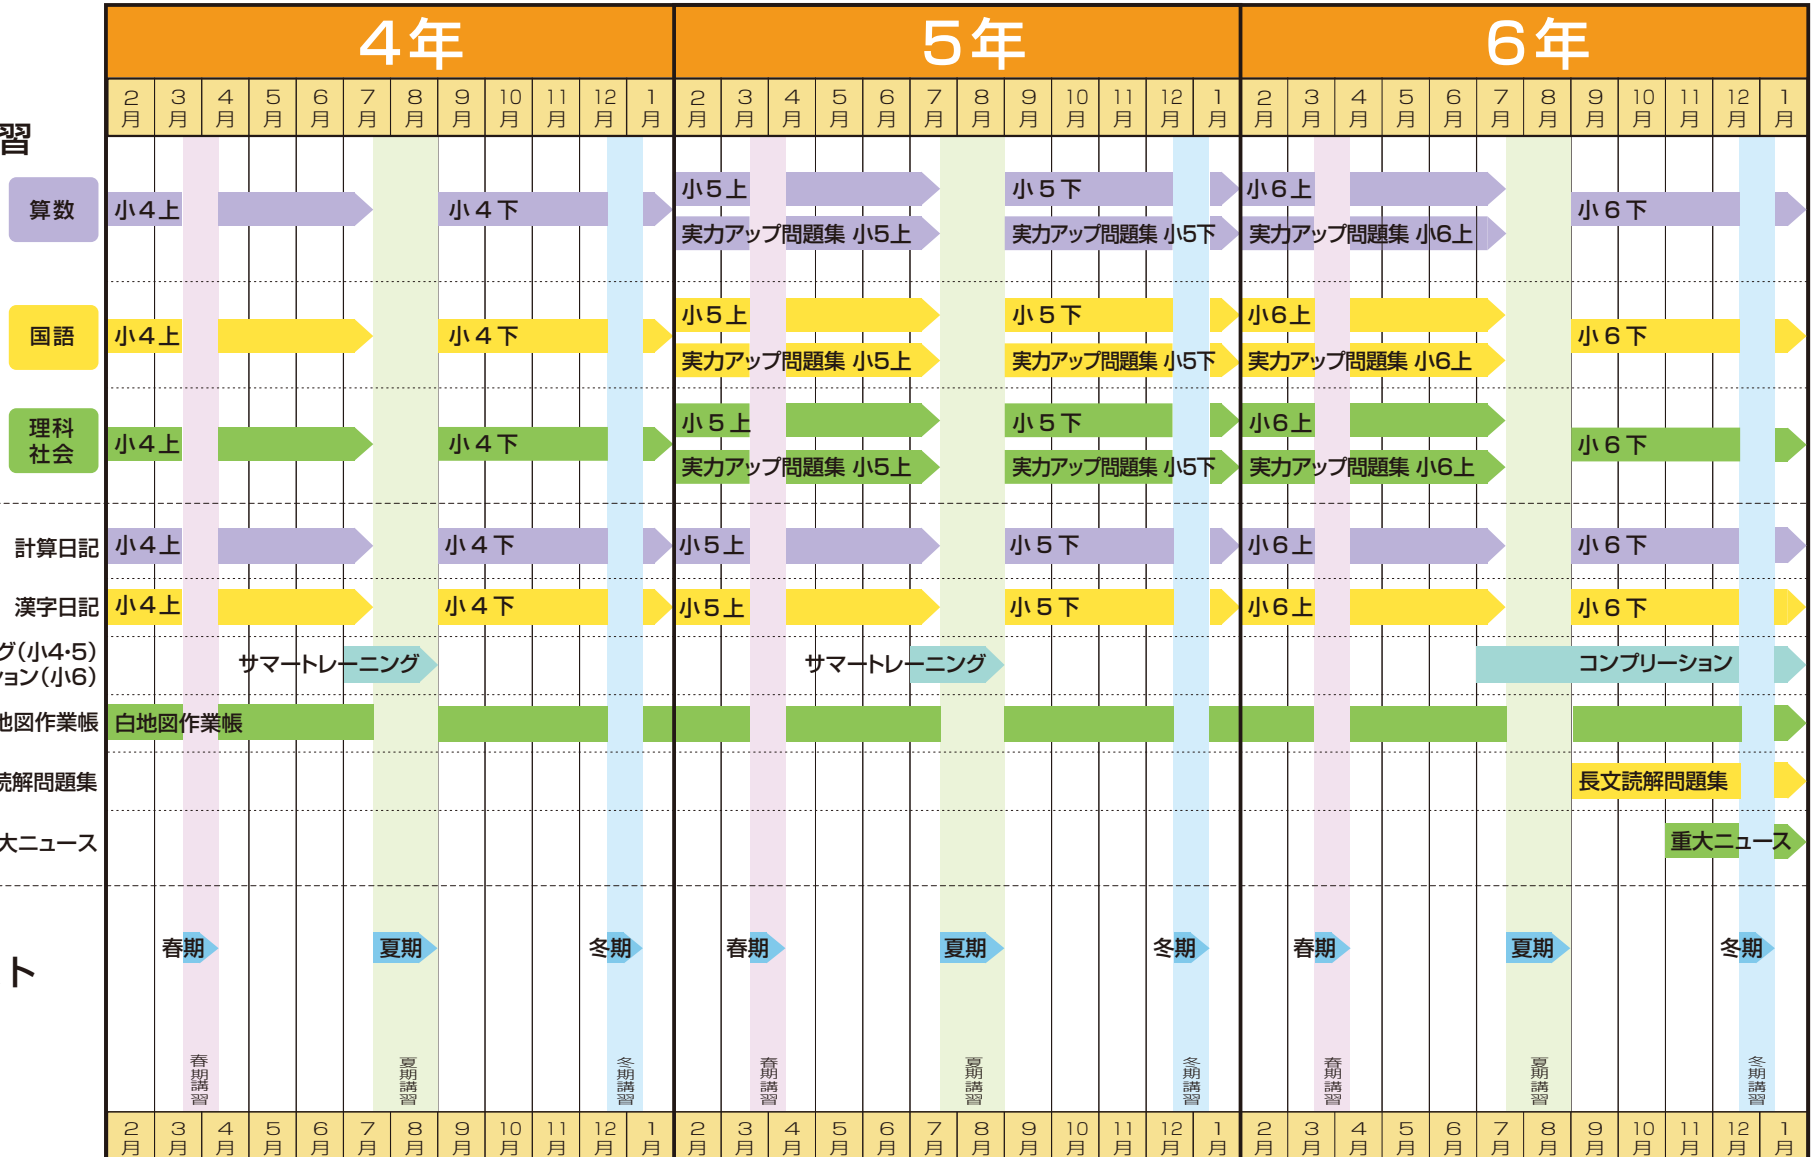 4年 5年 6年
2月 3月 4月 5月 6月 7月 8月 9月 10月 11月 12月 1月 2月 3月 4月 5月 6月 7月 8月 9月 10月 11月 12月 1月 2月 3月 4月 5月 6月 7月 8月 9月 10月 11月 12月 1月
習
算数
小4上 小4下 小5上 小5下 小6上 小6下
実力アップ問題集 小5上 実力アップ問題集 小5下 実力アップ問題集 小6上
国語
小4上 小4下 小5上 小5下 小6上 小6下
実力アップ問題集 小5上 実力アップ問題集 小5下 実力アップ問題集 小6上
理科
社会
小4上 小4下 小5上 小5下 小6上 小6下
実力アップ問題集 小5上 実力アップ問題集 小5下 実力アップ問題集 小6上
計算日記 小4上 小4下 小5上 小5下 小6上 小6下
漢字日記 小4上 小4下 小5上 小5下 小6上 小6下
グ(小4・5)
ョン(小6)
サマートレーニング サマートレーニング コンプリーション
地図作業帳 白地図作業帳
読解問題集 長文読解問題集
大ニュース 重大ニュース
ト
春期 夏期 冬期 春期 夏期 冬期 春期 夏期 冬期
春期講習 夏期講習 冬期講習 春期講習 夏期講習 冬期講習 春期講習 夏期講習 冬期講習
2月 3月 4月 5月 6月 7月 8月 9月 10月 11月 12月 1月 2月 3月 4月 5月 6月 7月 8月 9月 10月 11月 12月 1月 2月 3月 4月 5月 6月 7月 8月 9月 10月 11月 12月 1月